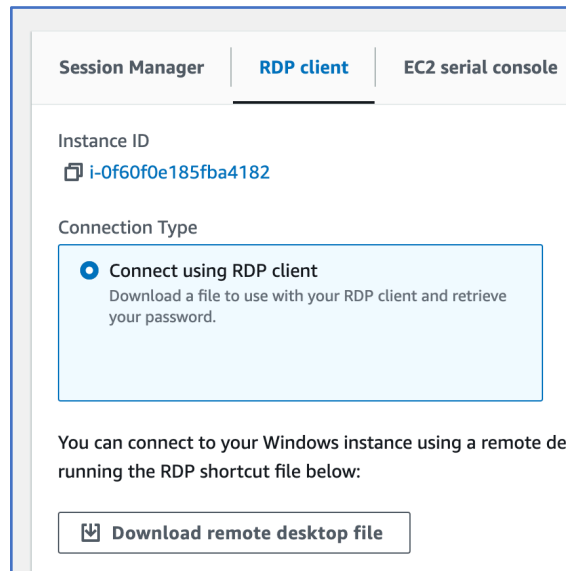 Session Manager
RDP client
EC2 serial console
Instance ID
i-0f60f0e185fba4182
Connection Type
Connect using RDP client
Download a file to use with your RDP client and retrieve
your password.
You can connect to your Windows instance using a remote de
running the RDP shortcut file below:
Download remote desktop file